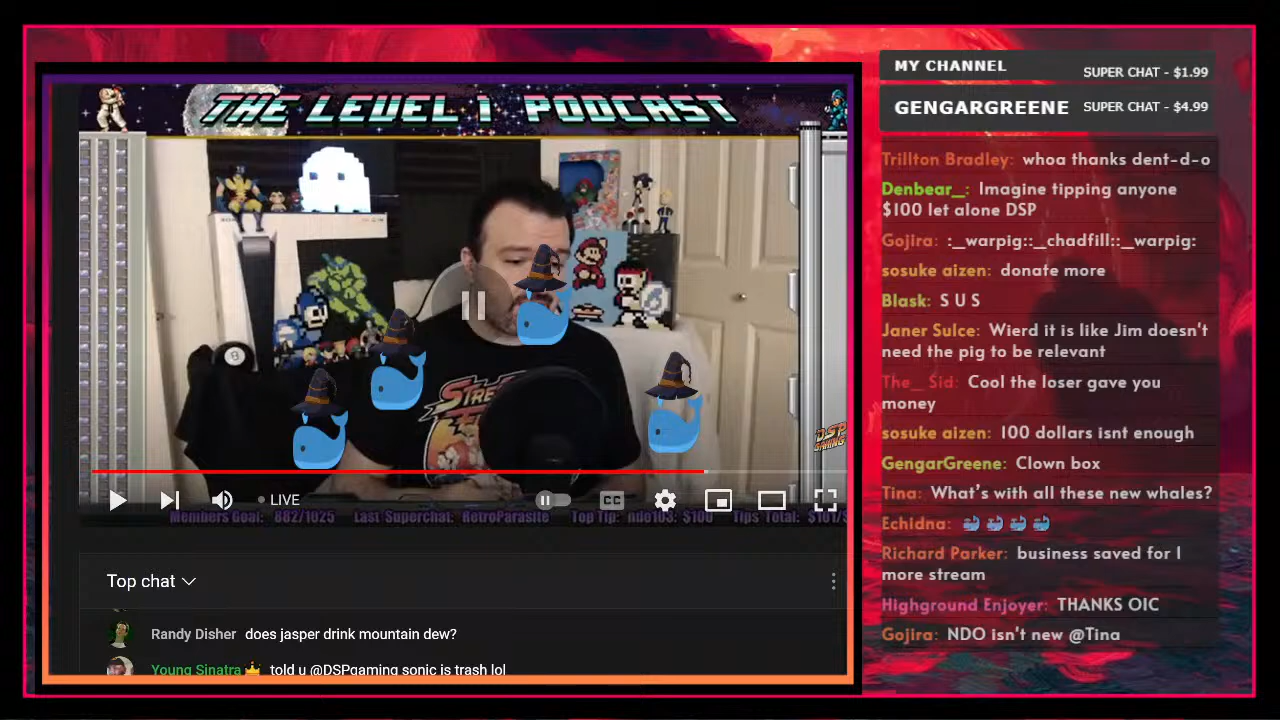 THE LEVEL 1 PODCAST
LIVE
CC
8
DSP
GAMING
Members Goal: 882/1025 Last Superchat: RetroParasite Top Tip: ndo103: $100 Tips Total: $101/
Top chat
Randy Disher does jasper drink mountain dew?
Young Sinatra told u @DSPgaming sonic is trash lol
MY CHANNEL SUPER CHAT - $1.99
GENGARGREENE SUPER CHAT - $4.99
Trillton Bradley: whoa thanks dent-d-o
Denbear_: Imagine tipping anyone
$100 let alone DSP
Gojira: :_warpig::_chadfill::_warpig:
sosuke aizen: donate more
Blask: S U S
Janer Sulce: Wierd it is like Jim doesn't
need the pig to be relevant
The_ Sid: Cool the loser gave you
money
sosuke aizen: 100 dollars isnt enough
GengarGreene: Clown box
Tina: What's with all these new whales?
Echidna:
Richard Parker: business saved for 1
more stream
Highground Enjoyer: THANKS OIC
Gojira: NDO isn't new @Tina